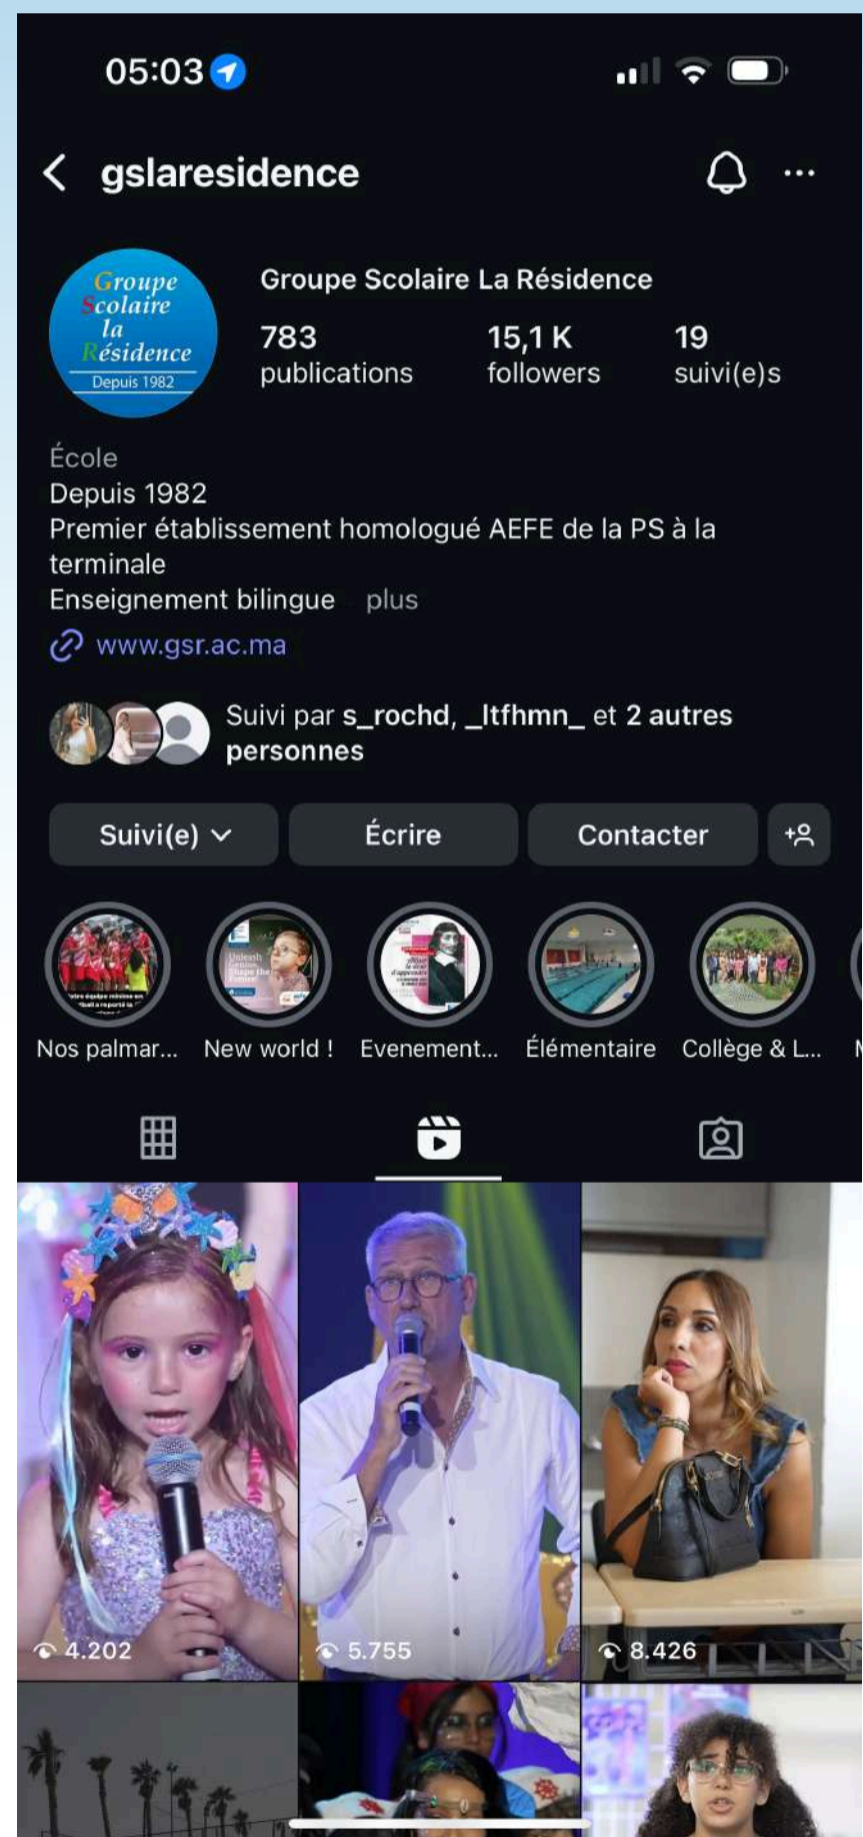 05:03
gslaresidence
Groupe
Scolaire
la
Résidence
Depuis 1982
Groupe Scolaire La Résidence
783
publications
15,1 K
followers
19
suivi(e)s
École
Depuis 1982
Premier établissement homologué AEFE de la PS à la
terminale
Enseignement bilingue plus
www.gsr.ac.ma
Suivi par s_rochd, _ltfhmn_ et 2 autres
personnes
Suivi(e)
Écrire
Contacter
Unleash
Shape the
Nos palmar...
New world !
Evenement...
Élémentaire
Collège & L...
4.202
5.755
8.426